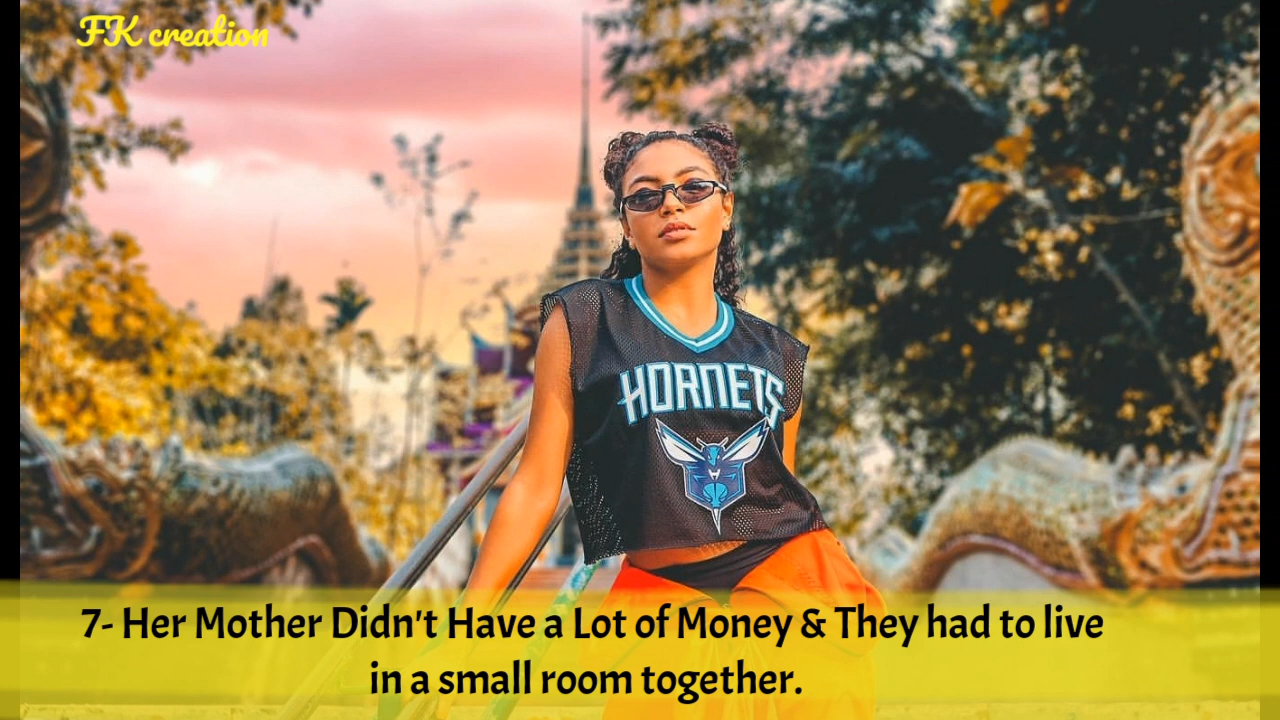 FK creation
HORNETS
7- Her Mother Didn't Have a Lot of Money & They had to live
in a small room together.